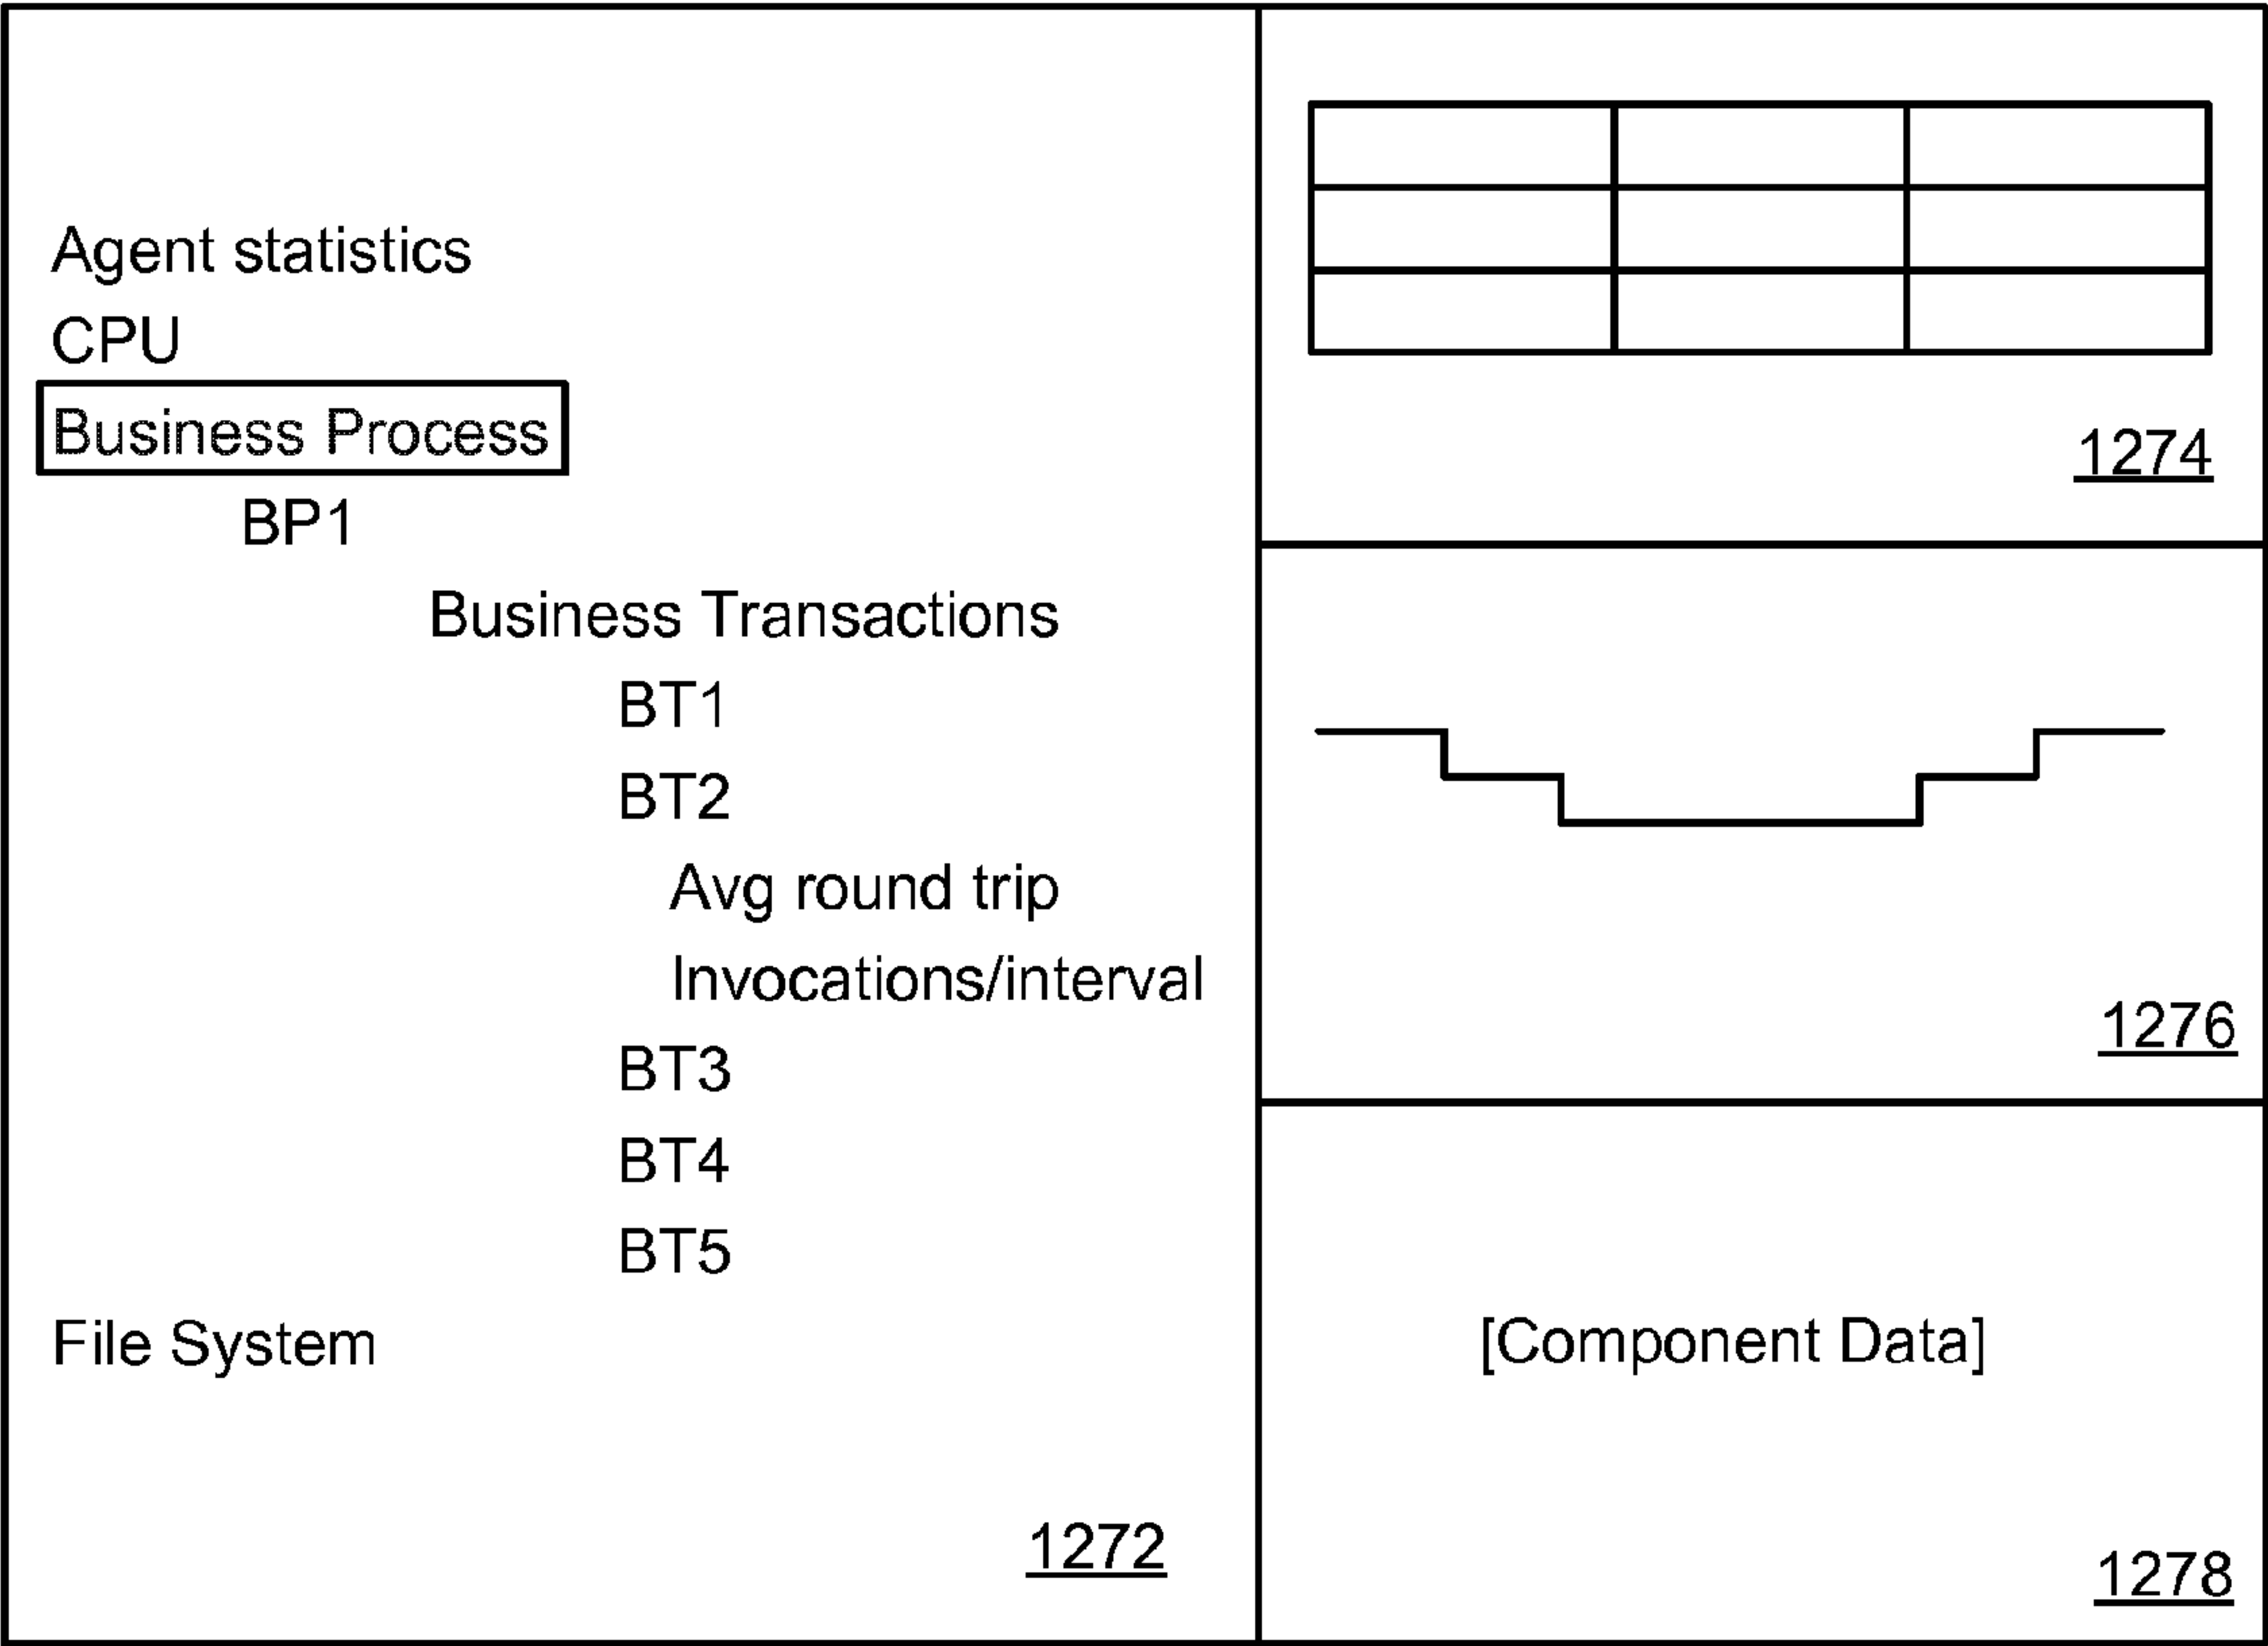 Agent statistics
CPU
Business Process
BP1
Business Transactions
BT1
BT2
Avg round trip
Invocations/interval
BT3
BT4
BT5
File System
1272
1274
1276
[Component Data]
1278